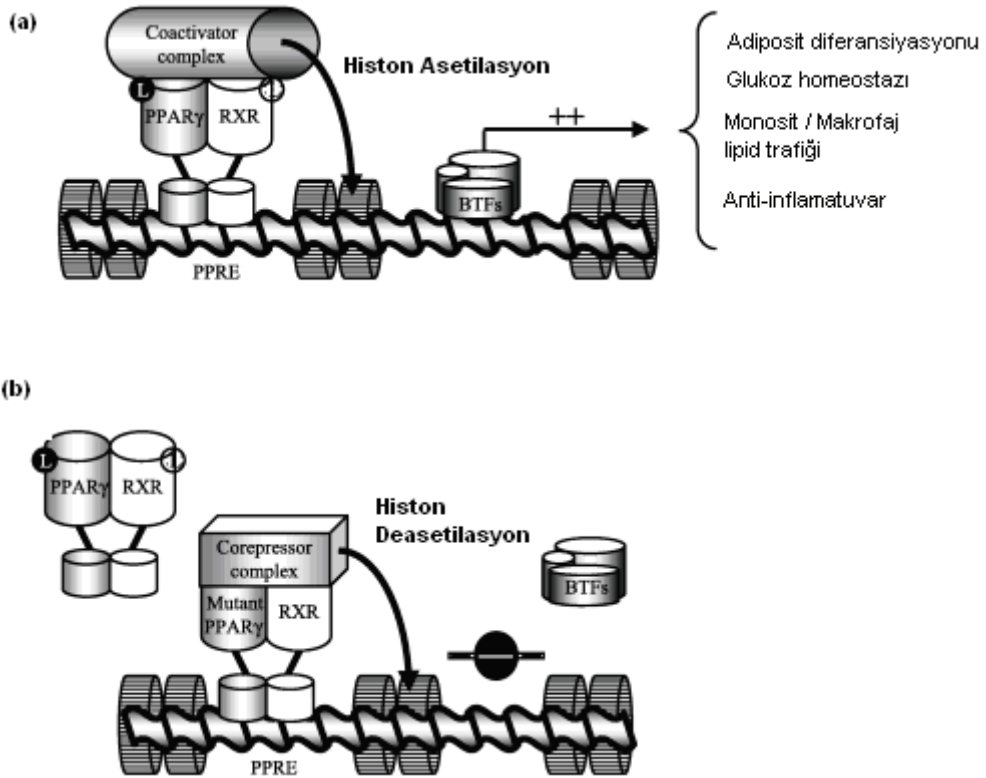 (a)
Coactivator
complex
L
L
PPARγ
RXR
Histon Asetilasyon
++
BTFs
PPRE
Adiposit diferansiyasyonu
Glukoz homeostazı
Monosit / Makrofaj
lipid trafiği
Anti-inflamatuvar
(b)
L
L
PPARγ
RXR
Histon
Deasetilasyon
Corepressor
complex
Mutant
PPARγ
RXR
BTFs
PPRE